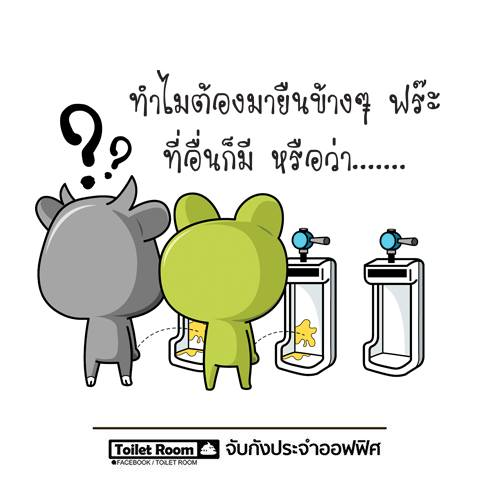 ทำไมต้องมายืนข้างๆ ฟร๊ะ
ที่อื่นก็มี หรือว่า.......
??
Toilet Room
FACEBOOK / TOILET ROOM
จับกังประจำออฟฟิศ